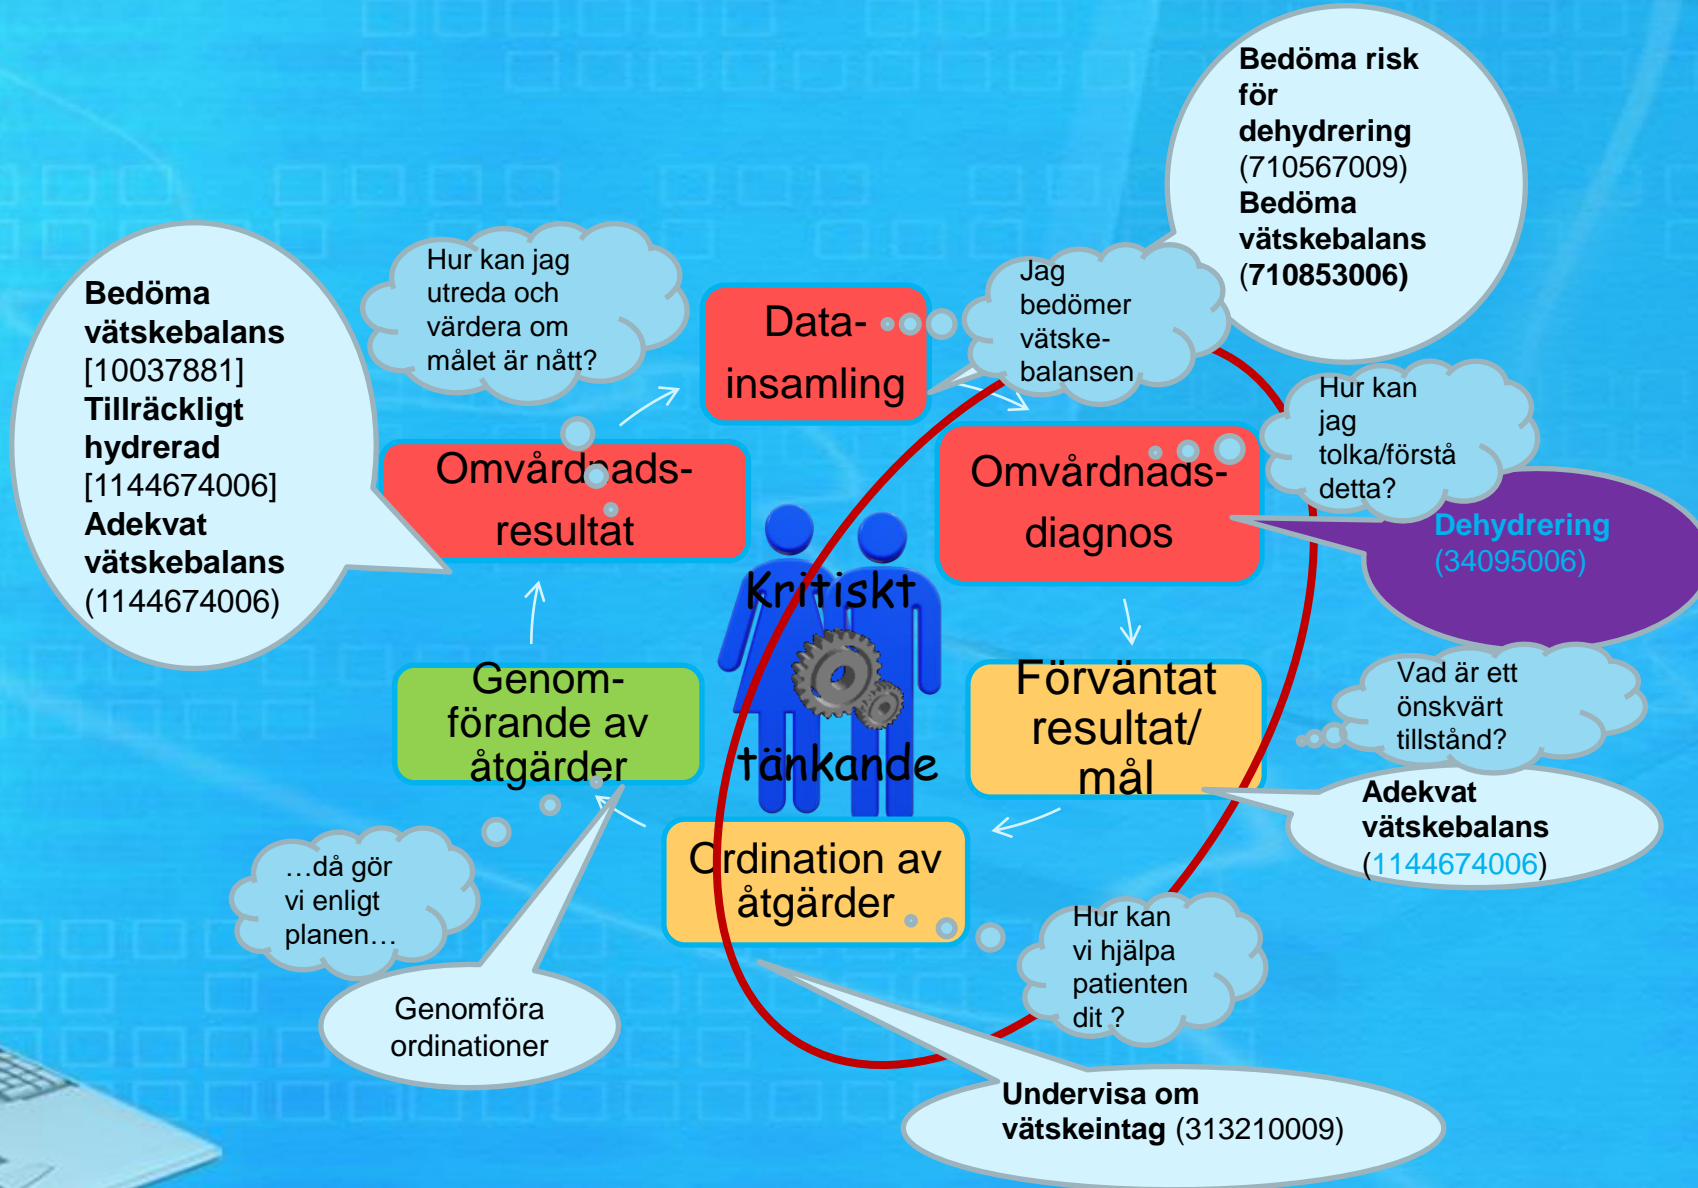 Bedöma risk
för
dehydrering
(710567009)
Bedöma
vätskebalans
(710853006)
Hur kan jag
utreda och
värdera om
målet är nått?
Data-
insamling
Jag
bedömer
vätske-
balansen
Bedöma
vätskebalans
[10037881]
Tillräckligt
hydrerad
[1144674006]
Adekvat
vätskebalans
(1144674006)
Omvårdnads-
resultat
Omvårdnads-
diagnos
Hur kan
jag
tolka/förstå
detta?
Dehydrering
(34095006)
Kritiskt
tänkande
Genom-
förande av
åtgärder
Förväntat
resultat/
mål
Vad är ett
önskvärt
tillstånd?
Adekvat
vätskebalans
(1144674006)
Ordination av
åtgärder
…då gör
vi enligt
planen…
Genomföra
ordinationer
Hur kan
vi hjälpa
patienten
dit ?
Undervisa om
vätskeintag (313210009)